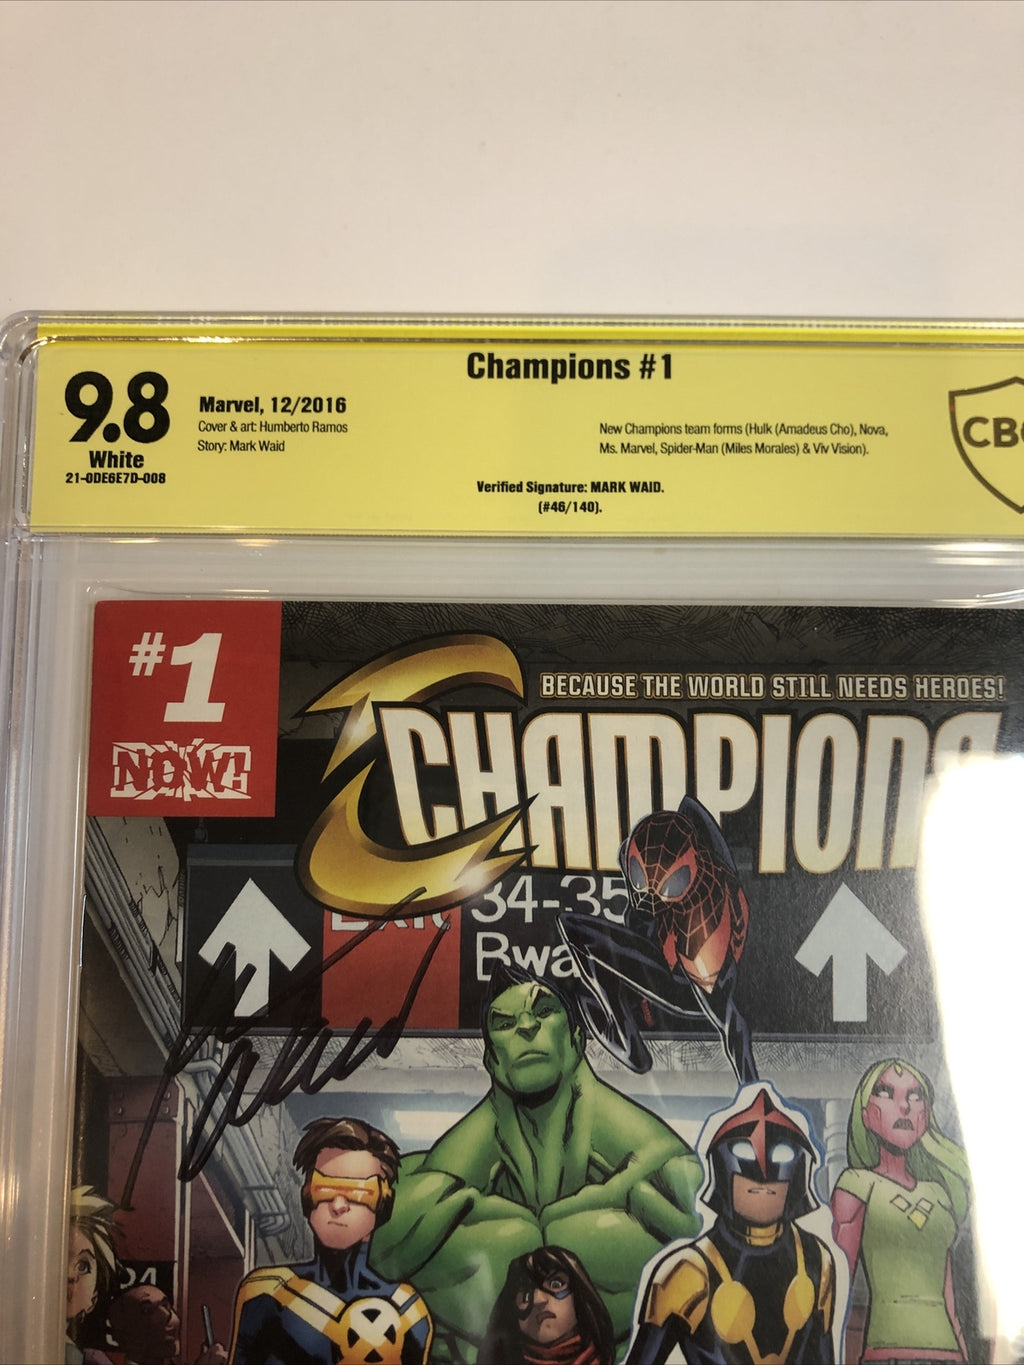 Champions #1
9.8
White
21-0DE6E7D-008
Marvel, 12/2016
Cover & art: Humberto Ramos
Story: Mark Waid
New Champions team forms (Hulk (Amadeus Cho), Nova,
Ms. Marvel, Spider-Man (Miles Morales) & Viv Vision).
Verified Signature: MARK WAID.
(#46/140).
CBC
#1
NOW!
BECAUSE THE WORLD STILL NEEDS HEROES!
CHAMPIONS
Exit
34-35
Bwa